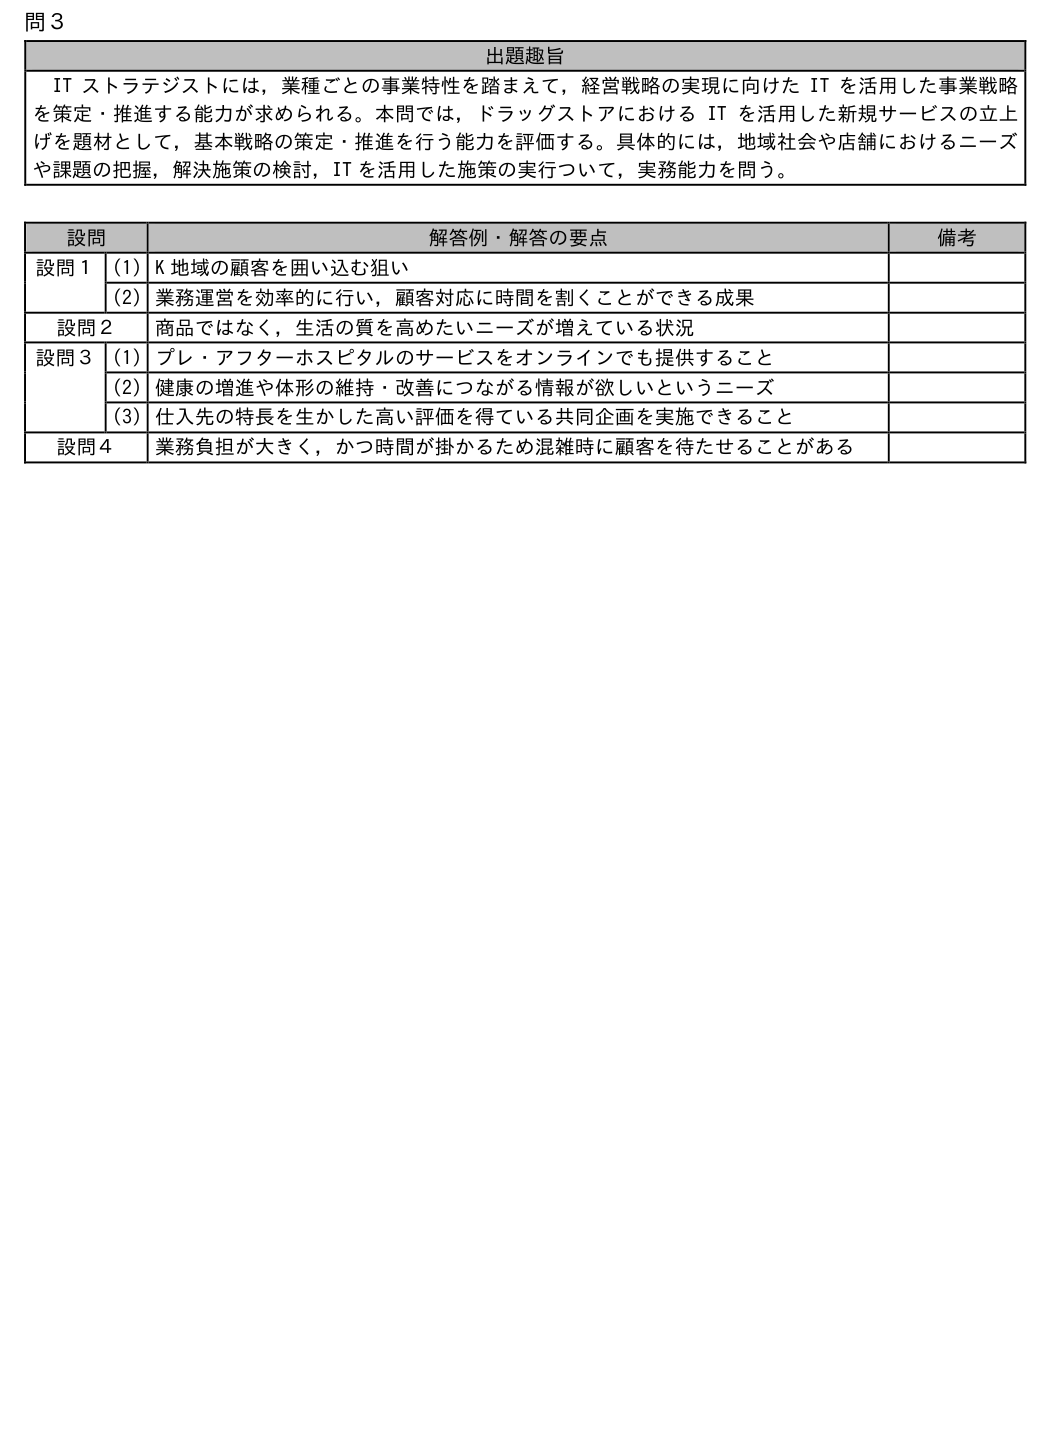 問３
出題趣旨
IT ストラテジストには，業種ごとの事業特性を踏まえて，経営戦略の実現に向けた IT を活用した事業戦略
を策定・推進する能力が求められる。本問では，ドラッグストアにおける IT を活用した新規サービスの立上
げを題材として，基本戦略の策定・推進を行う能力を評価する。具体的には，地域社会や店舗におけるニーズ
や課題の把握，解決施策の検討，IT を活用した施策の実行ついて，実務能力を問う。
設問 解答例・解答の要点 備考
設問１ (1) K 地域の顧客を囲い込む狙い
(2) 業務運営を効率的に行い，顧客対応に時間を割くことができる成果
設問２ 商品ではなく，生活の質を高めたいニーズが増えている状況
設問３ (1) プレ・アフターホスピタルのサービスをオンラインでも提供すること
(2) 健康の増進や体形の維持・改善につながる情報が欲しいというニーズ
(3) 仕入先の特長を生かした高い評価を得ている共同企画を実施できること
設問４ 業務負担が大きく，かつ時間が掛かるため混雑時に顧客を待たせることがある